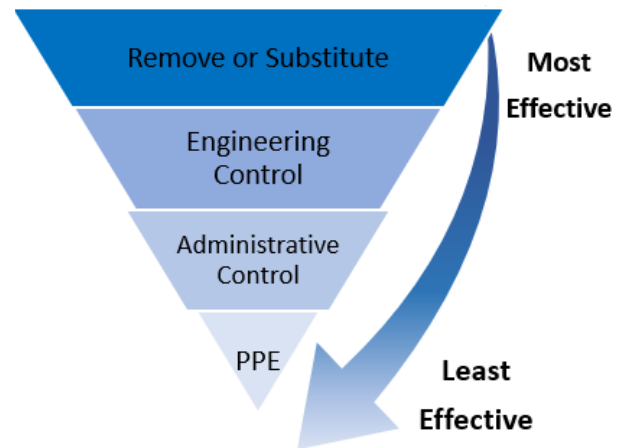 Remove or Substitute
Most
Effective
Engineering
Control
Administrative
Control
PPE
Least
Effective